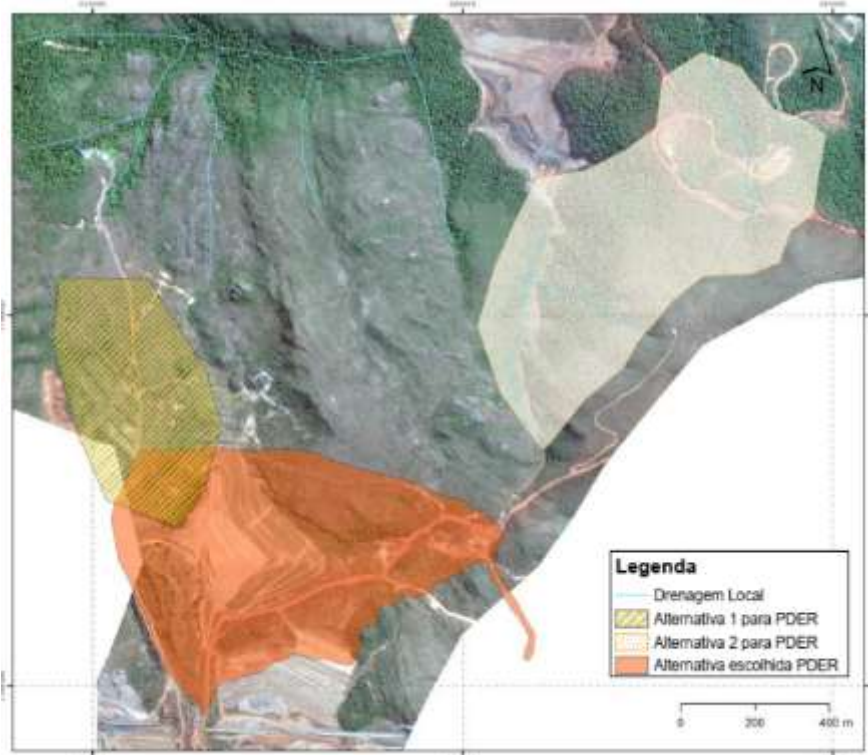 N
Legenda
Drenagem Local
Alternativa 1 para PDER
Alternativa 2 para PDER
Alternativa escolhida PDER
0 200 400 m